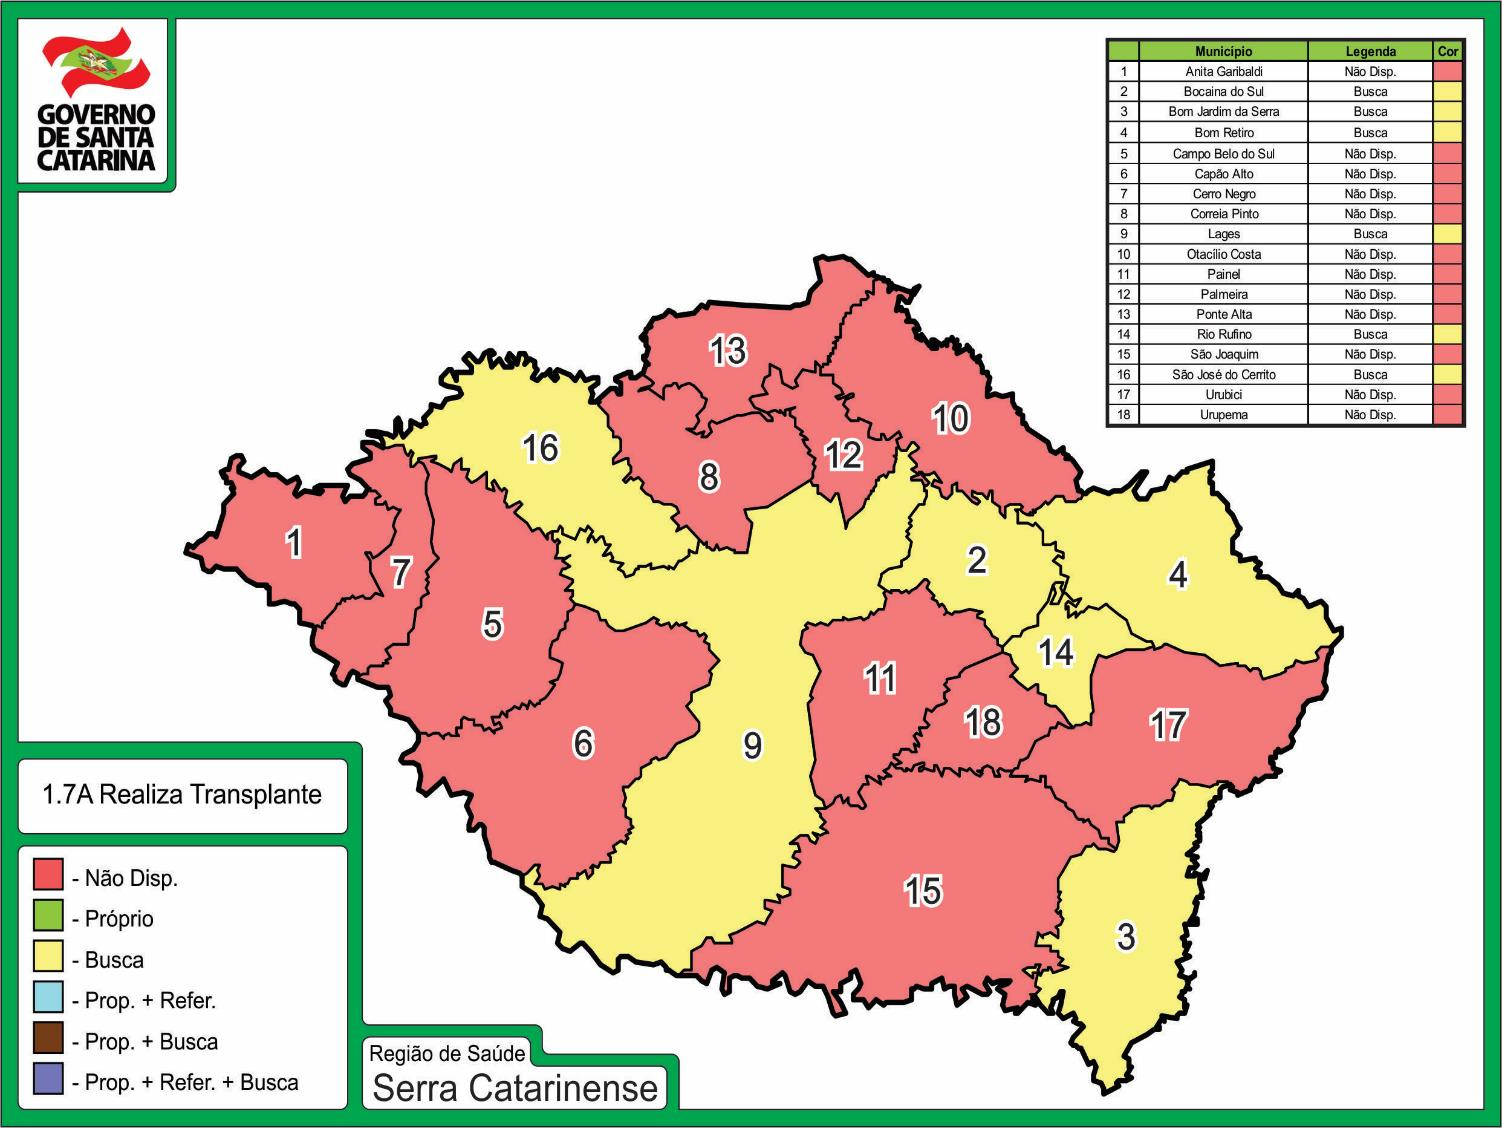 GOVERNO
DE SANTA
CATARINA
Município Legenda Cor
1 Anita Garibaldi Não Disp.
2 Bocaina do Sul Busca
3 Bom Jardim da Serra Busca
4 Bom Retiro Busca
5 Campo Belo do Sul Não Disp.
6 Capão Alto Não Disp.
7 Cerro Negro Não Disp.
8 Correia Pinto Não Disp.
9 Lages Busca
10 Otacílio Costa Não Disp.
11 Painel Não Disp.
12 Palmeira Não Disp.
13 Ponte Alta Não Disp.
14 Rio Rufino Busca
15 São Joaquim Não Disp.
16 São José do Cerrito Busca
17 Urubici Não Disp.
18 Urupema Não Disp.
13
10
16
12
8
1
2
7
4
5
14
11
18
17
6
9
15
3
1.7A Realiza Transplante
- Não Disp.
- Próprio
- Busca
- Prop. + Refer.
- Prop. + Busca
- Prop. + Refer. + Busca
Região de Saúde
Serra Catarinense